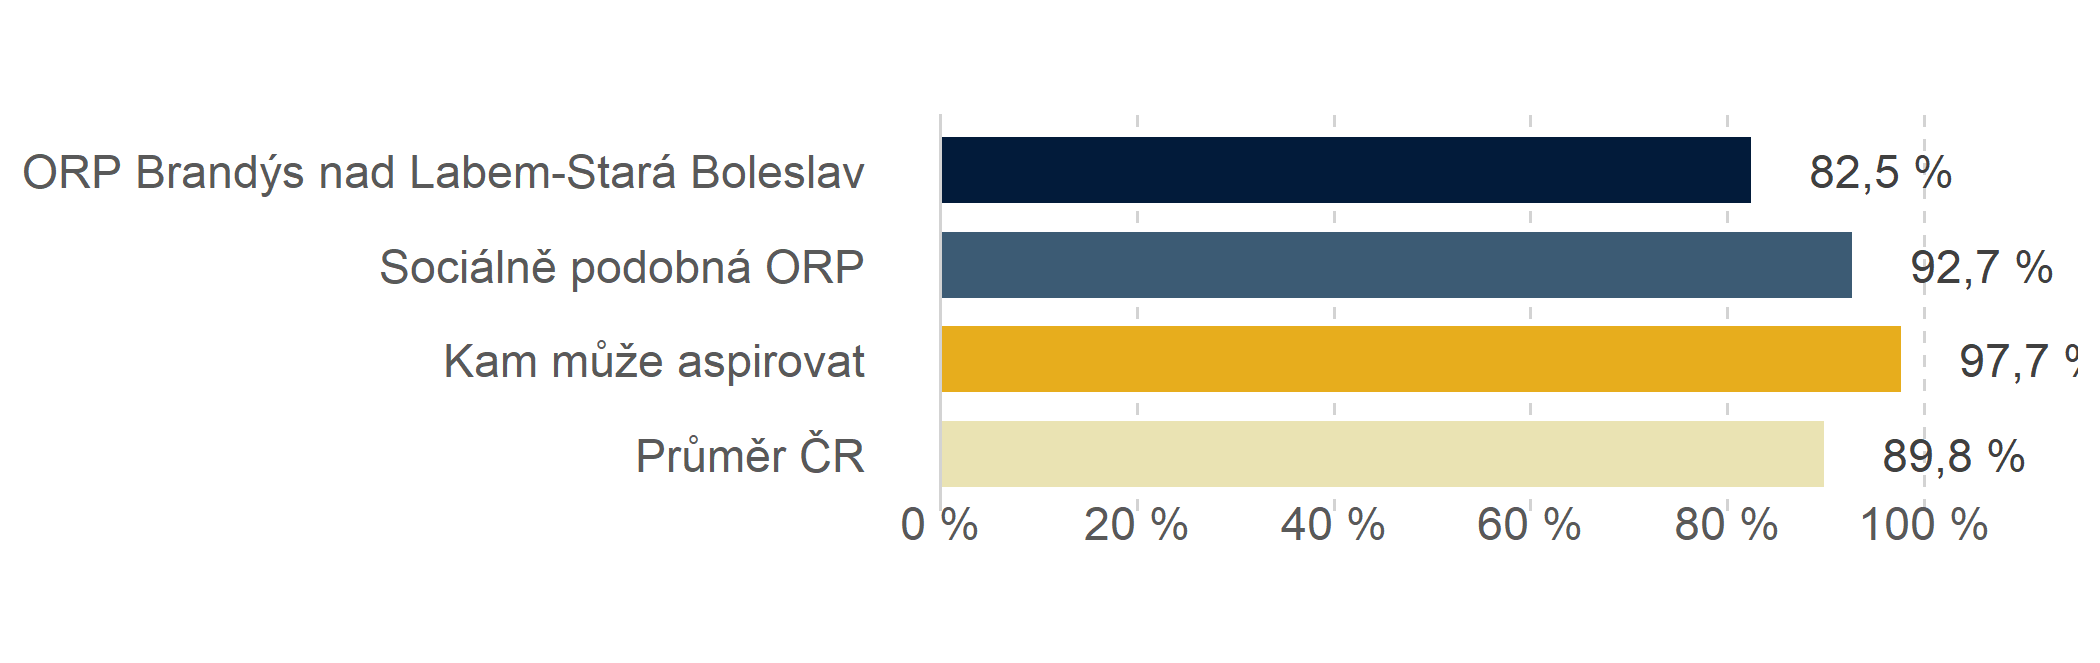 ORP Brandýs nad Labem-Stará Boleslav 82,5 %
Sociálně podobná ORP 92,7 %
Kam může aspirovat 97,7 %
Průměr ČR 89,8 %
0 % 20 % 40 % 60 % 80 % 100 %